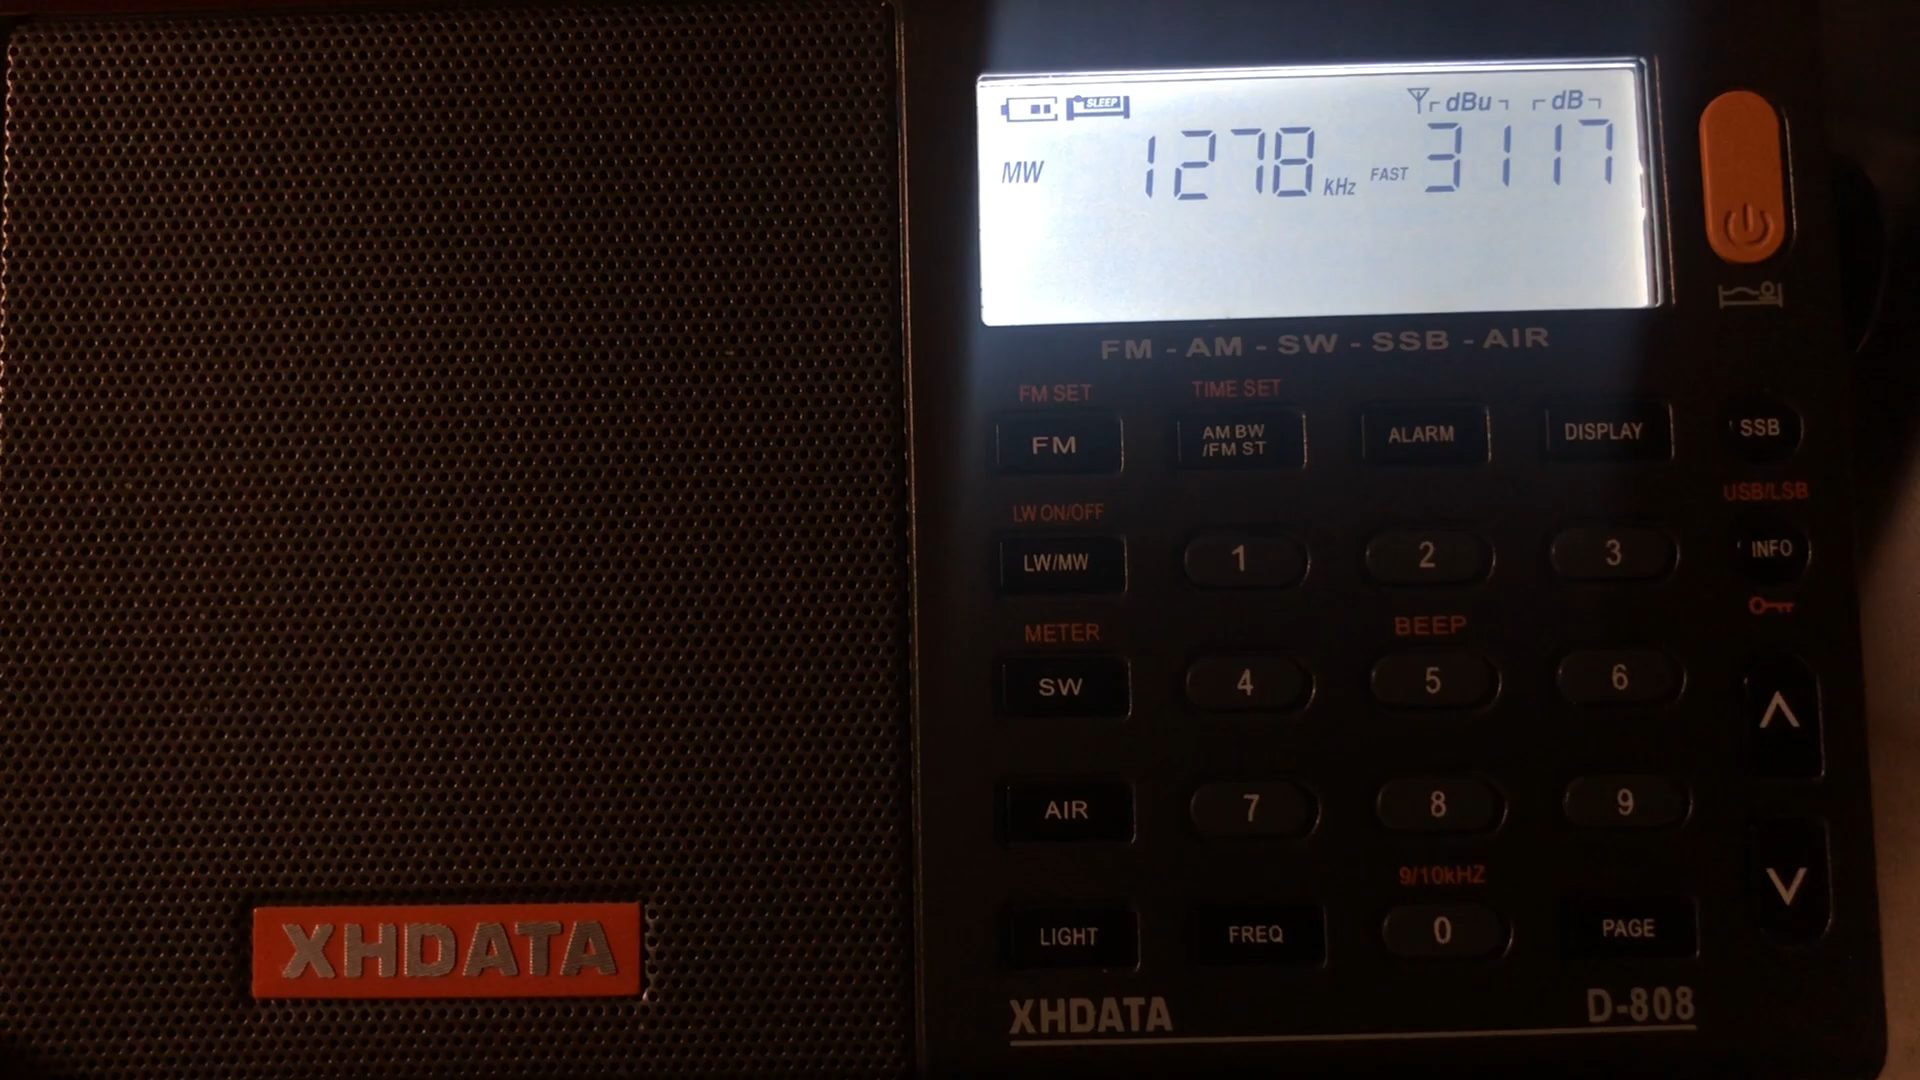 SLEEP dBu dB
MW 1278 kHz FAST 31 17
FM - AM - SW - SSB - AIR
FM SET TIME SET
FM AM BW /FM ST ALARM DISPLAY SSB
USB/LSB
LW ON/OFF
LW/MW 1 2 3 INFO
METER BEEP
SW 4 5 6
AIR 7 8 9
9/10kHZ
LIGHT FREQ 0 PAGE
XHDATA
XHDATA D-808